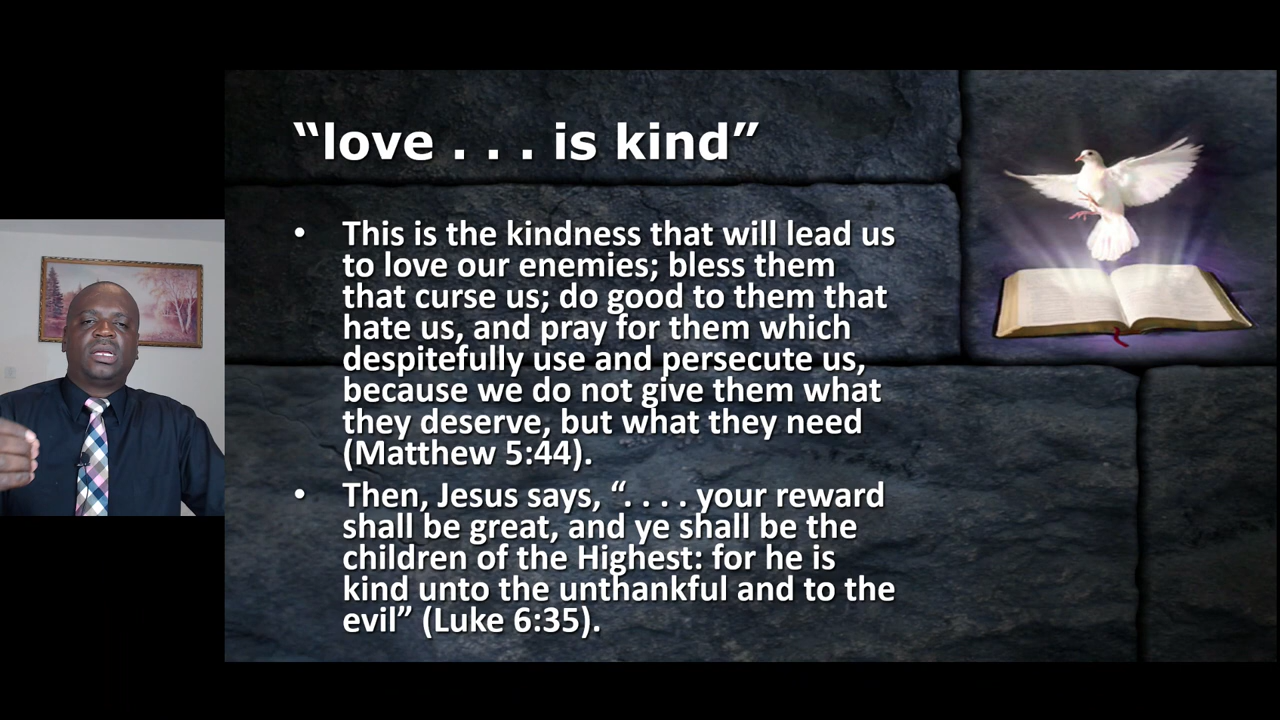 “love . . . is kind”
• This is the kindness that will lead us
to love our enemies; bless them
that curse us; do good to them that
hate us, and pray for them which
despitefully use and persecute us,
because we do not give them what
they deserve, but what they need
(Matthew 5:44).
• Then, Jesus says, “. . . . your reward
shall be great, and ye shall be the
children of the Highest: for he is
kind unto the unthankful and to the
evil” (Luke 6:35).